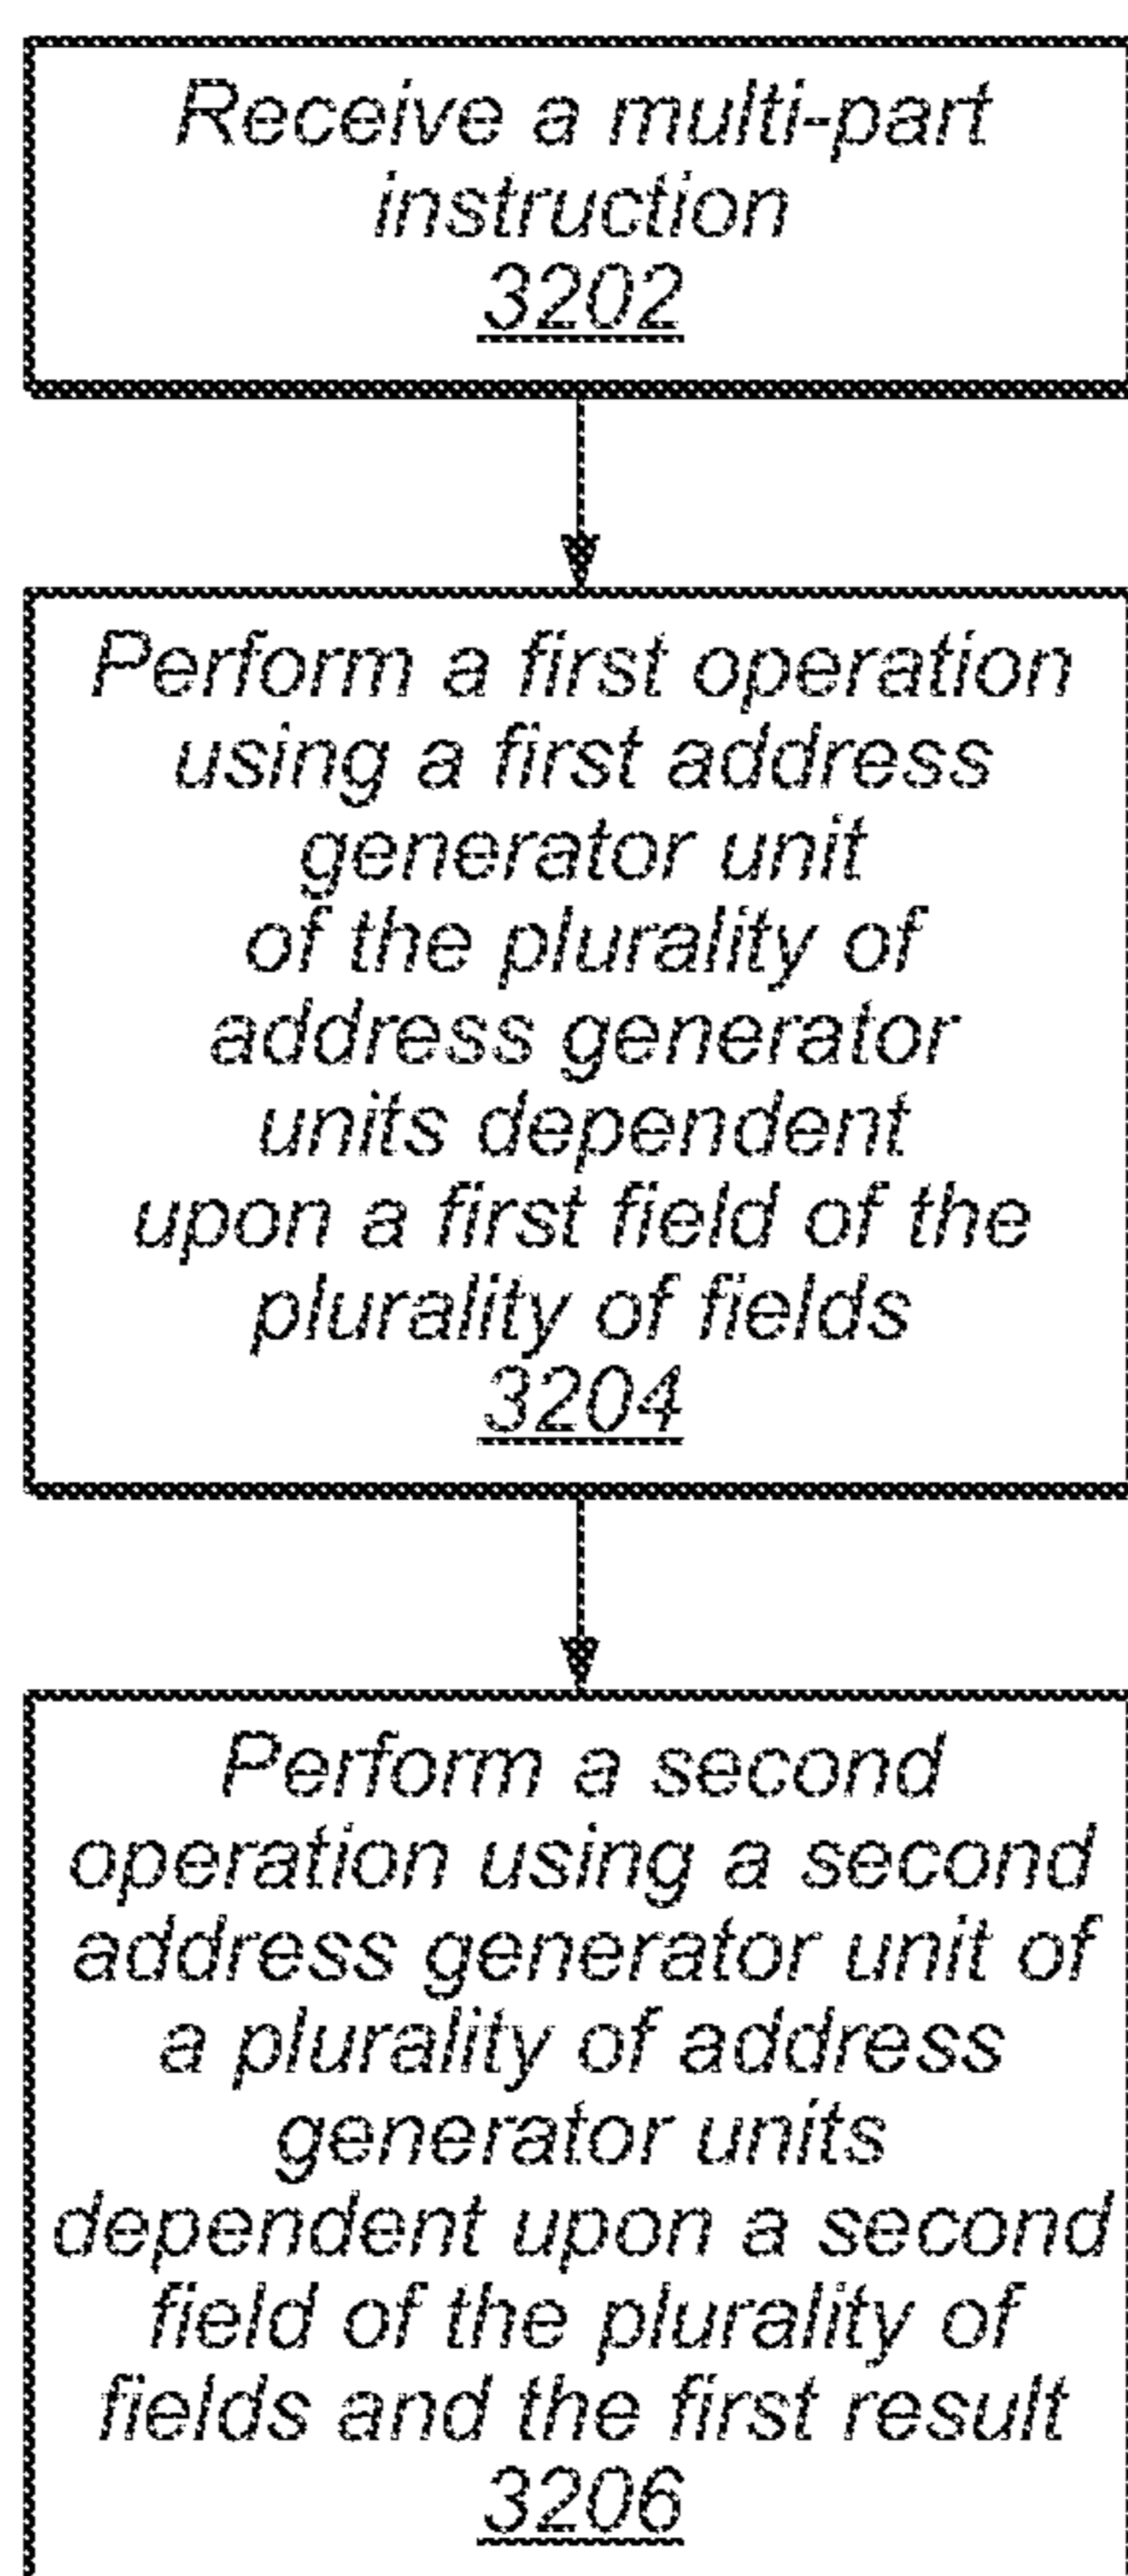 Receive a multi-part
instruction
3202
Perform a first operation
using a first address
generator unit
of the plurality of
address generator
units dependent
upon a first field of the
plurality of fields
3204
Perform a second
operation using a second
address generator unit of
a plurality of address
generator units
dependent upon a second
field of the plurality of
fields and the first result
3206